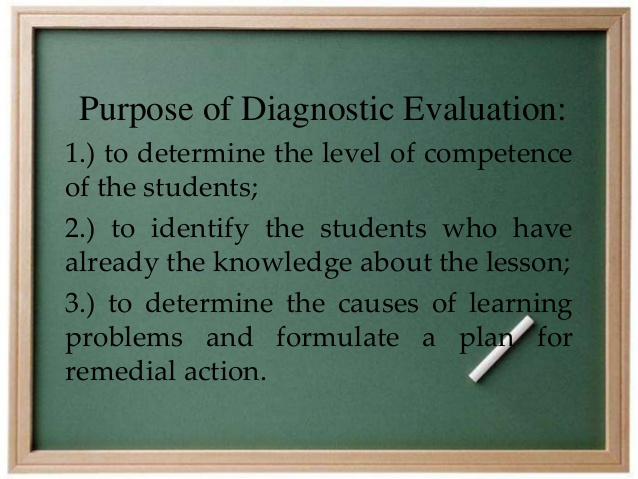 Purpose of Diagnostic Evaluation:
1.) to determine the level of competence
of the students;
2.) to identify the students who have
already the knowledge about the lesson;
3.) to determine the causes of learning
problems and formulate a plan for
remedial action.